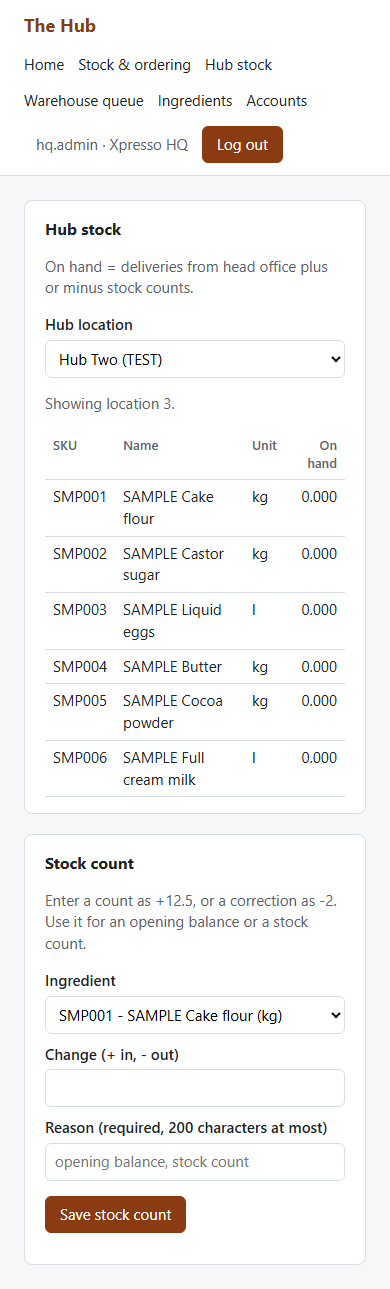 The Hub
Home Stock & ordering Hub stock
Warehouse queue Ingredients Accounts
hq.admin · Xpresso HQ Log out
Hub stock
On hand = deliveries from head office plus
or minus stock counts.
Hub location
Hub Two (TEST)
Showing location 3.
SKU Name Unit On
hand
SMP001 SAMPLE Cake kg 0.000
flour
SMP002 SAMPLE Castor kg 0.000
sugar
SMP003 SAMPLE Liquid l 0.000
eggs
SMP004 SAMPLE Butter kg 0.000
SMP005 SAMPLE Cocoa kg 0.000
powder
SMP006 SAMPLE Full l 0.000
cream milk
Stock count
Enter a count as +12.5, or a correction as -2.
Use it for an opening balance or a stock
count.
Ingredient
SMP001 - SAMPLE Cake flour (kg)
Change (+ in, - out)
Reason (required, 200 characters at most)
opening balance, stock count
Save stock count